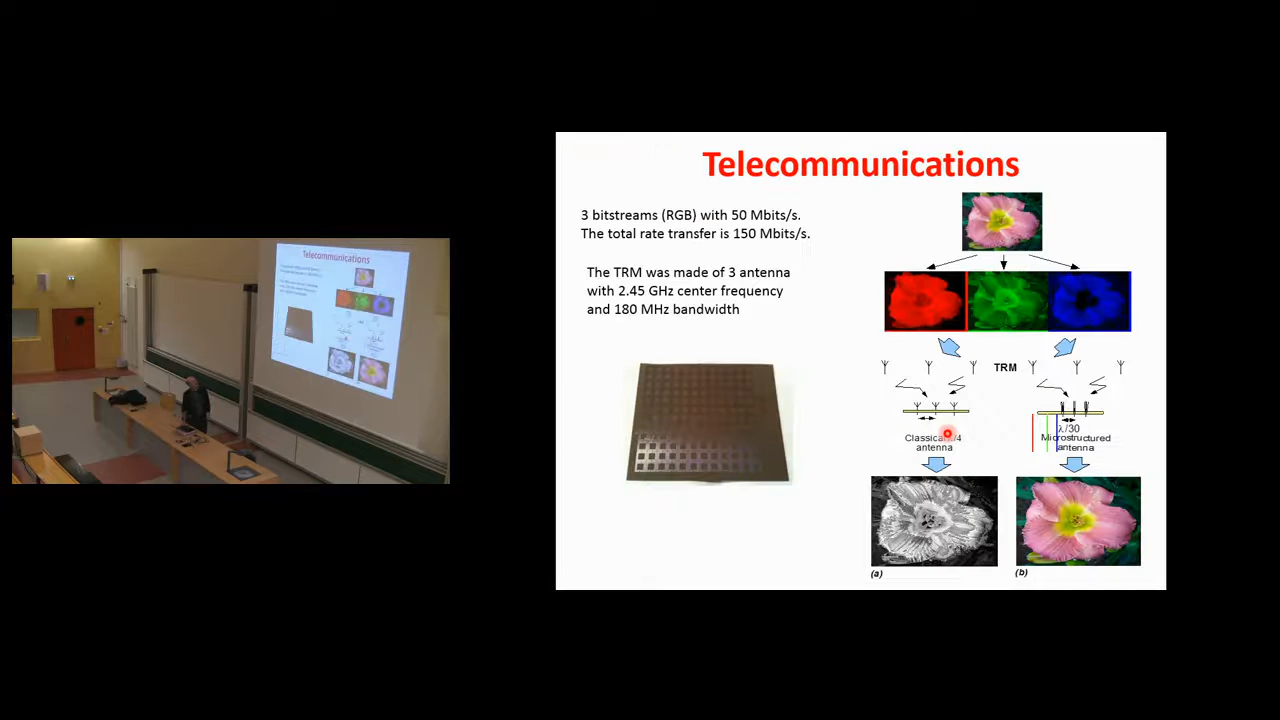 Telecommunications
3 bitstreams (RGB) with 50 Mbits/s.
The total rate transfer is 150 Mbits/s.
The TRM was made of 3 antenna
with 2.45 GHz center frequency
and 180 MHz bandwidth
TRM
λ/30
Classical /4
antenna
Microstructured
antenna
(a)
(b)
Telecommunications